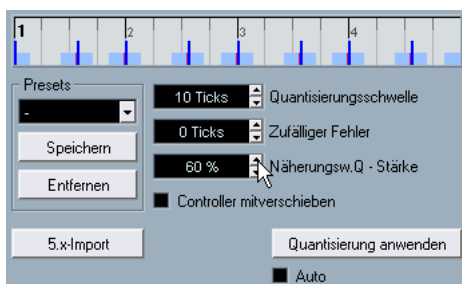 1 2 3 4
Presets
-
10 Ticks Quantisierungsschwelle
0 Ticks Zufälliger Fehler
Speichern
60 % Näherungsw.Q - Stärke
Entfernen
Controller mitverschieben
5.x-Import
Quantisierung anwenden
Auto